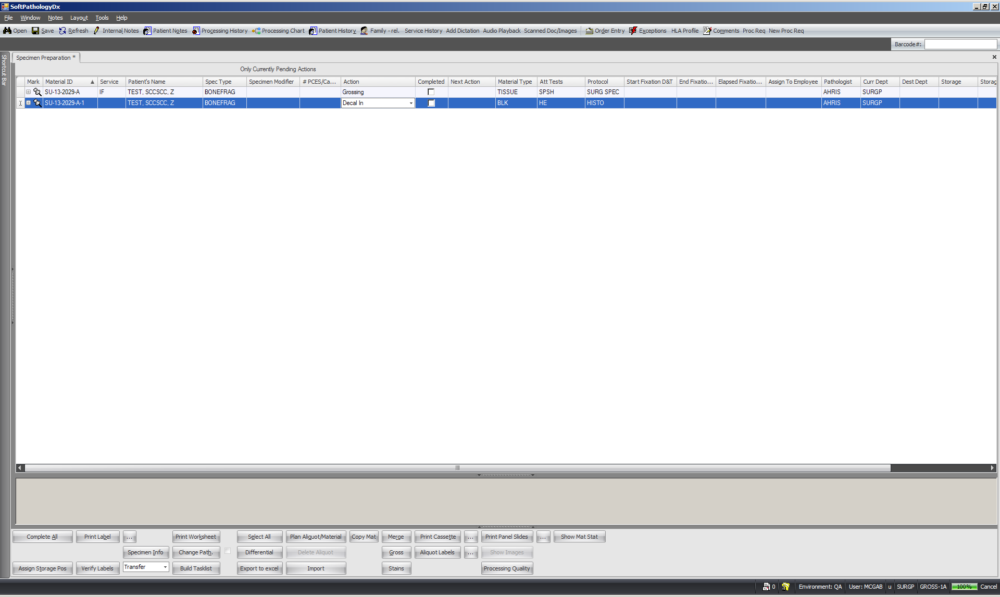 SoftPathologyDx
File Window Notes Layout Tools Help
Open Save Refresh Internal Notes Patient Notes Processing History Processing Chart Patient History Family - rel. Service History Add Dictation Audio Playback Scanned Doc/Images Order Entry Exceptions HLA Profile Comments Proc Req New Proc Req
Barcode#:
Shortcut Bar
Specimen Preparation *
Only Currently Pending Actions
Mark Material ID Service Patient's Name Spec Type Specimen Modifier # PCES/Ca... Action Completed Next Action Material Type Att Tests Protocol Start Fixation D&T End Fixatio... Elapsed Fixatio... Assign To Employee Pathologist Curr Dept Dest Dept Storage Storag
SU-13-2029-A IF TEST, SCCSCC, Z BONEFRAG Grossing TISSUE SPSH SURG SPEC AHRIS SURGP
SU-13-2029-A-1 TEST, SCCSCC, Z BONEFRAG Decal In BLK HE HISTO AHRIS SURGP
Complete All Print Label ... Print Worksheet Select All Plan Aliquot/Material Copy Mat Merge Print Cassette ... Print Panel Slides ... Show Mat Stat
Specimen Info Change Path. Differential Delete Aliquot Gross Aliquot Labels ... Show Images
Assign Storage Pos Verify Labels Transfer Build Tasklist Export to excel Import Stains Processing Quality
0 Environment: QA User: MCGAB u SURGP GROSS-1A 100% Cancel